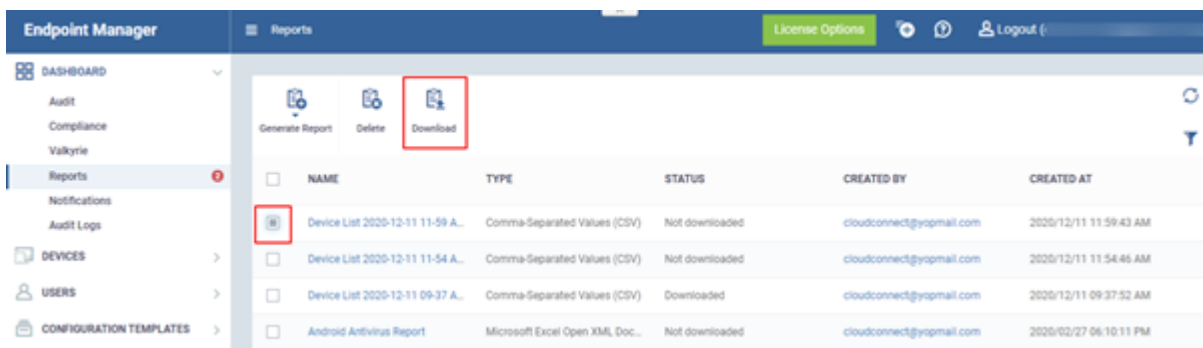 Endpoint Manager
Reports
License Options
Logout (
DASHBOARD
Audit
Compliance
Valkyrie
Reports 2
Notifications
Audit Logs
DEVICES
USERS
CONFIGURATION TEMPLATES
Generate Report Delete Download
NAME TYPE STATUS CREATED BY CREATED AT
Device List 2020-12-11 11-59 A... Comma-Separated Values (CSV) Not downloaded cloudconnect@yopmail.com 2020/12/11 11:59:43 AM
Device List 2020-12-11 11-54 A... Comma-Separated Values (CSV) Not downloaded cloudconnect@yopmail.com 2020/12/11 11:54:46 AM
Device List 2020-12-11 09-37 A... Comma-Separated Values (CSV) Downloaded cloudconnect@yopmail.com 2020/12/11 09:37:52 AM
Android Antivirus Report Microsoft Excel Open XML Doc... Not downloaded cloudconnect@yopmail.com 2020/02/27 06:10:11 PM